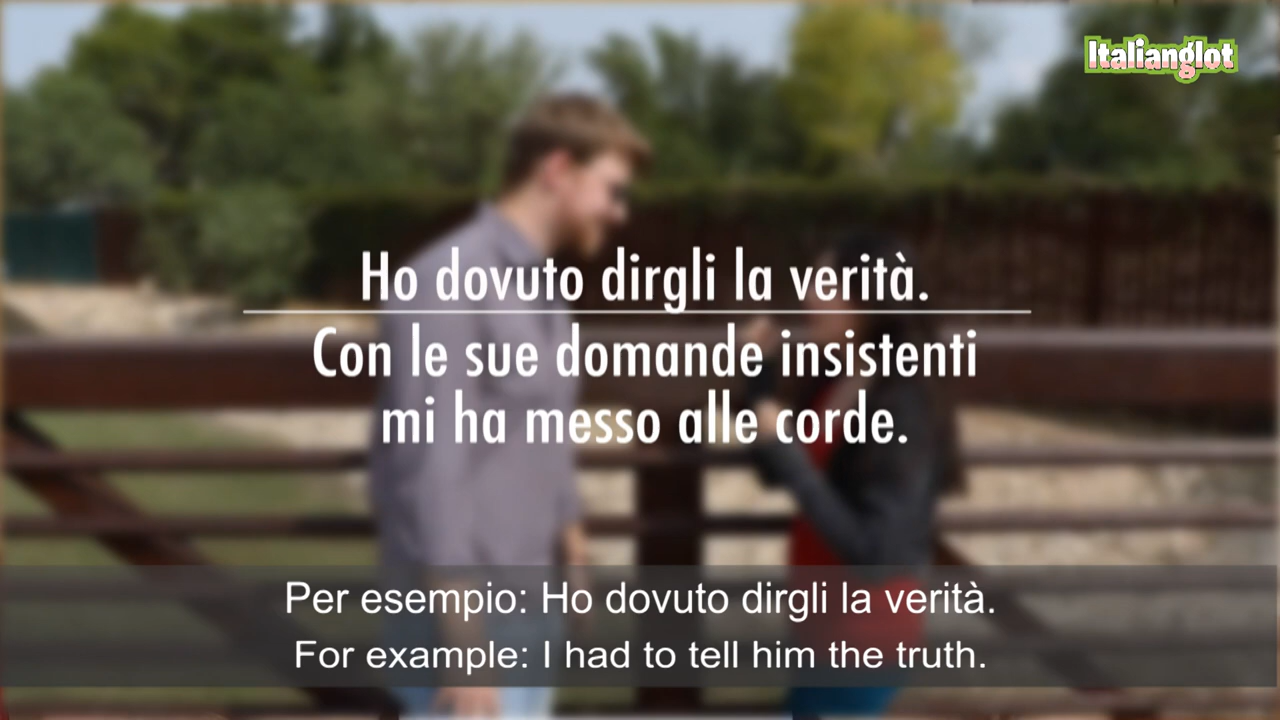 Italianglot
Ho dovuto dirgli la verità.
Con le sue domande insistenti
mi ha messo alle corde.
Per esempio: Ho dovuto dirgli la verità.
For example: I had to tell him the truth.